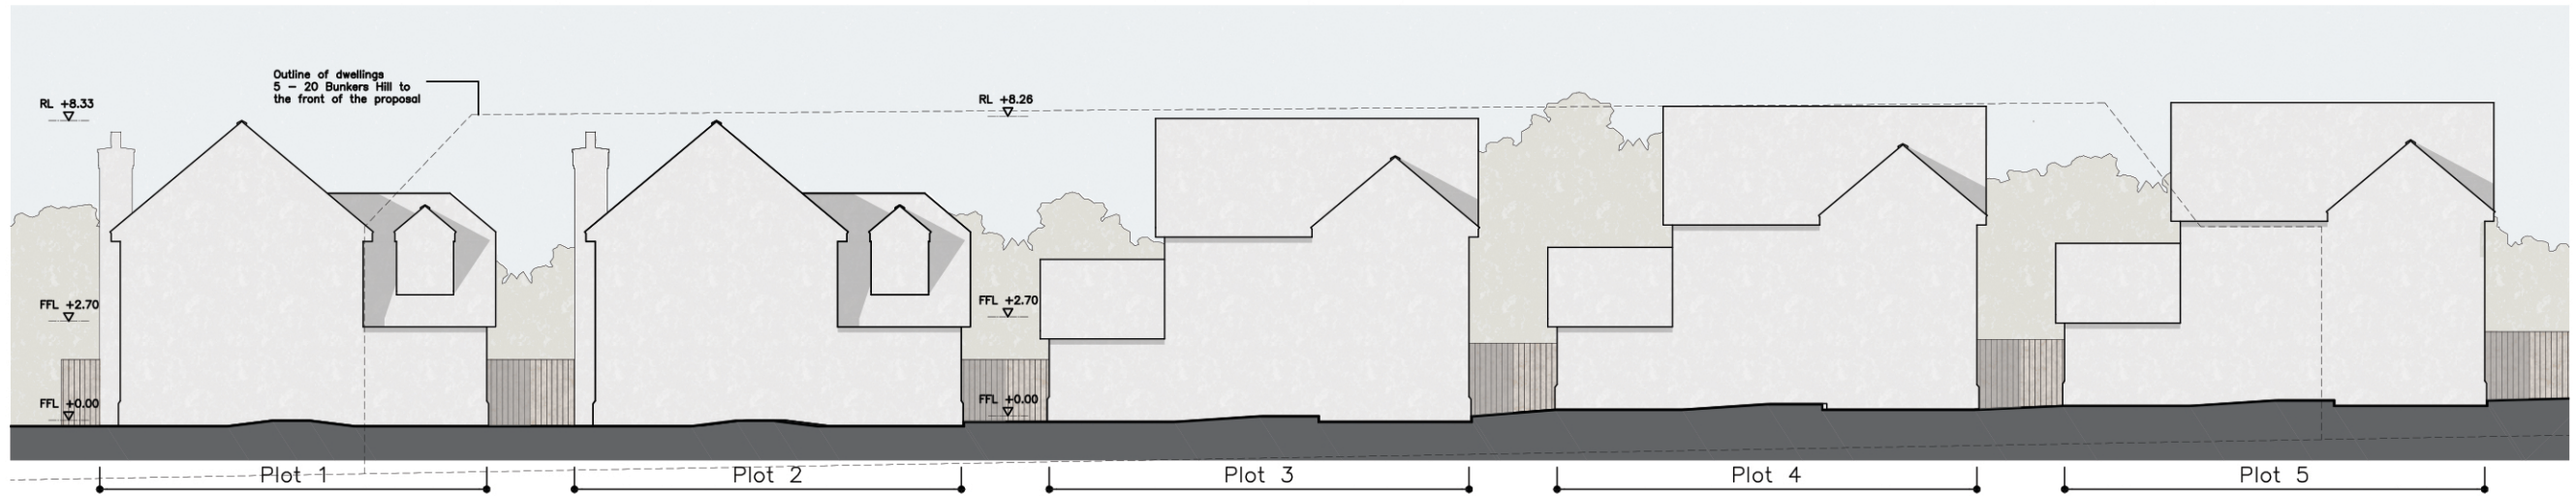 Outline of dwellings
5 - 20 Bunkers Hill to
the front of the proposal
RL +8.33
RL +8.26
FFL +2.70
FFL +2.70
FFL +0.00
FFL +0.00
Plot 1
Plot 2
Plot 3
Plot 4
Plot 5